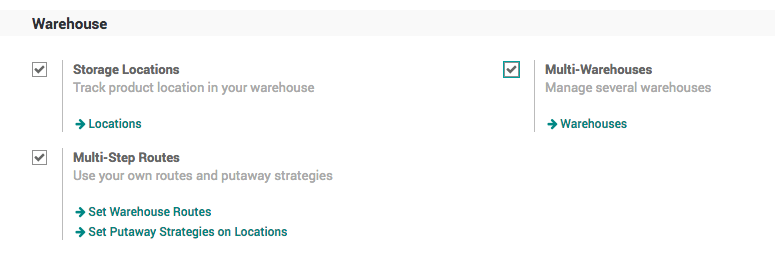 Warehouse
Storage Locations
Track product location in your warehouse
Locations
Multi-Warehouses
Manage several warehouses
Warehouses
Multi-Step Routes
Use your own routes and putaway strategies
Set Warehouse Routes
Set Putaway Strategies on Locations